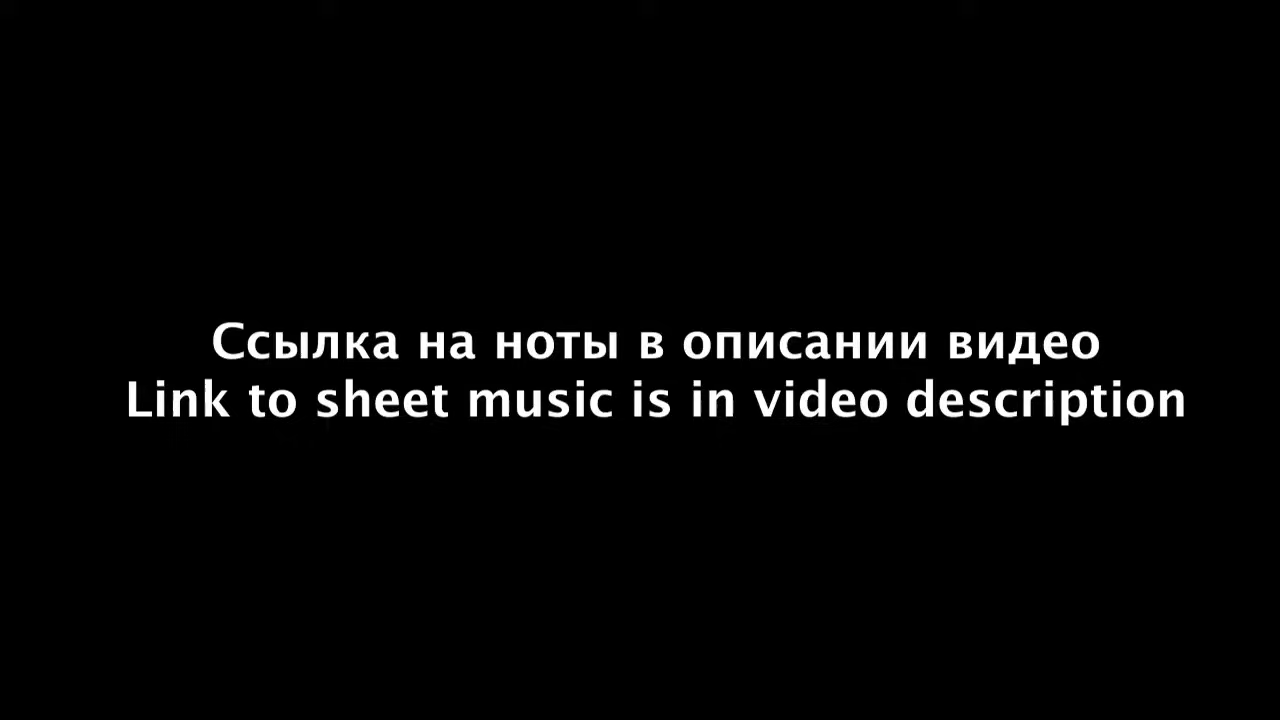 Ссылка на ноты в описании видео
Link to sheet music is in video description